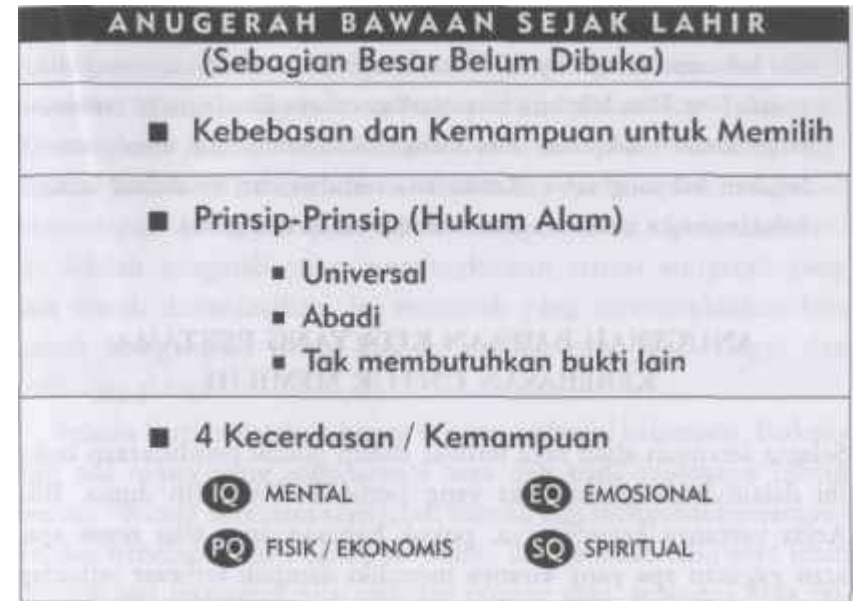 ANUGERAH BAWAAN SEJAK LAHIR
(Sebagian Besar Belum Dibuka)
■ Kebebasan dan Kemampuan untuk Memilih
■ Prinsip-Prinsip (Hukum Alam)
▪ Universal
▪ Abadi
▪ Tak membutuhkan bukti lain
■ 4 Kecerdasan / Kemampuan
IQ MENTAL EQ EMOSIONAL
PQ FISIK / EKONOMIS SQ SPIRITUAL